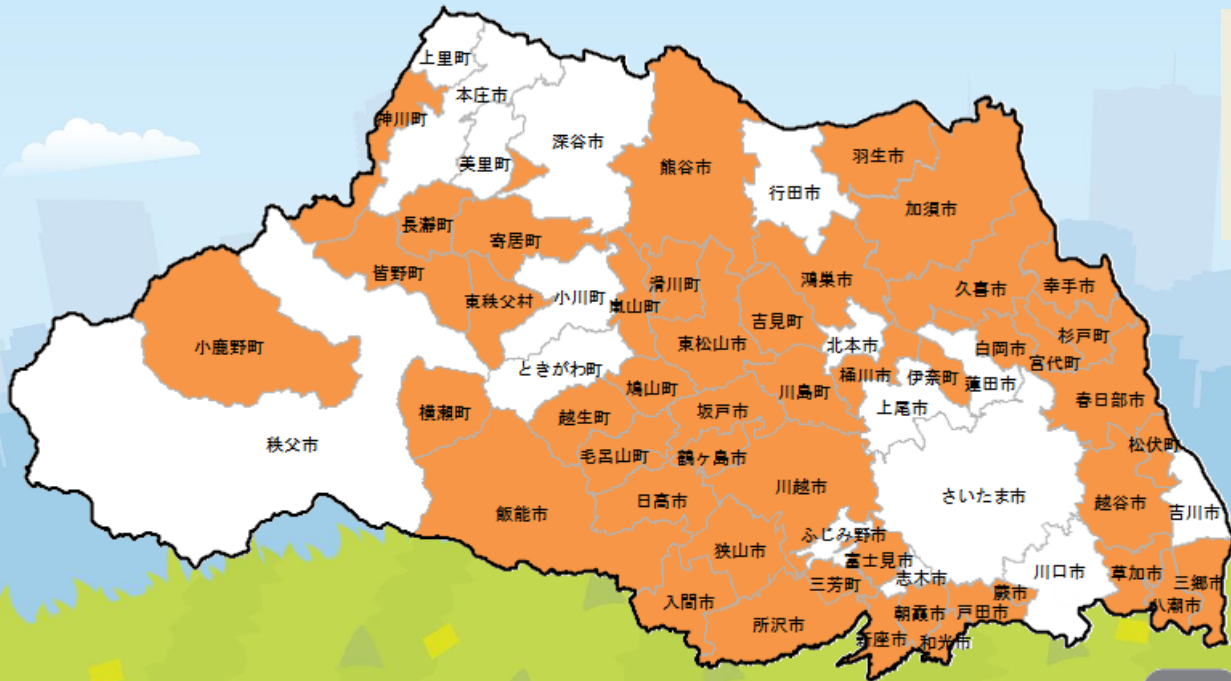 上里町
本庄市
神川町
深谷市
美里町
熊谷市
羽生市
行田市
加須市
長瀞町
寄居町
皆野町
東秩父村
小川町
滑川町
嵐山町
鴻巣市
久喜市
幸手市
吉見町
小鹿野町
東松山市
北本市
白岡市
杉戸町
宮代町
ときがわ町
鳩山町
川島町
桶川市
伊奈町
蓮田市
春日部市
横瀬町
越生町
坂戸市
上尾市
秩父市
毛呂山町
鶴ヶ島市
松伏町
川越市
さいたま市
日高市
越谷市
吉川市
飯能市
ふじみ野市
狭山市
富士見市
志木市
川口市
草加市
三郷市
三芳町
蕨市
入間市
朝霞市
戸田市
八潮市
所沢市
新座市
和光市